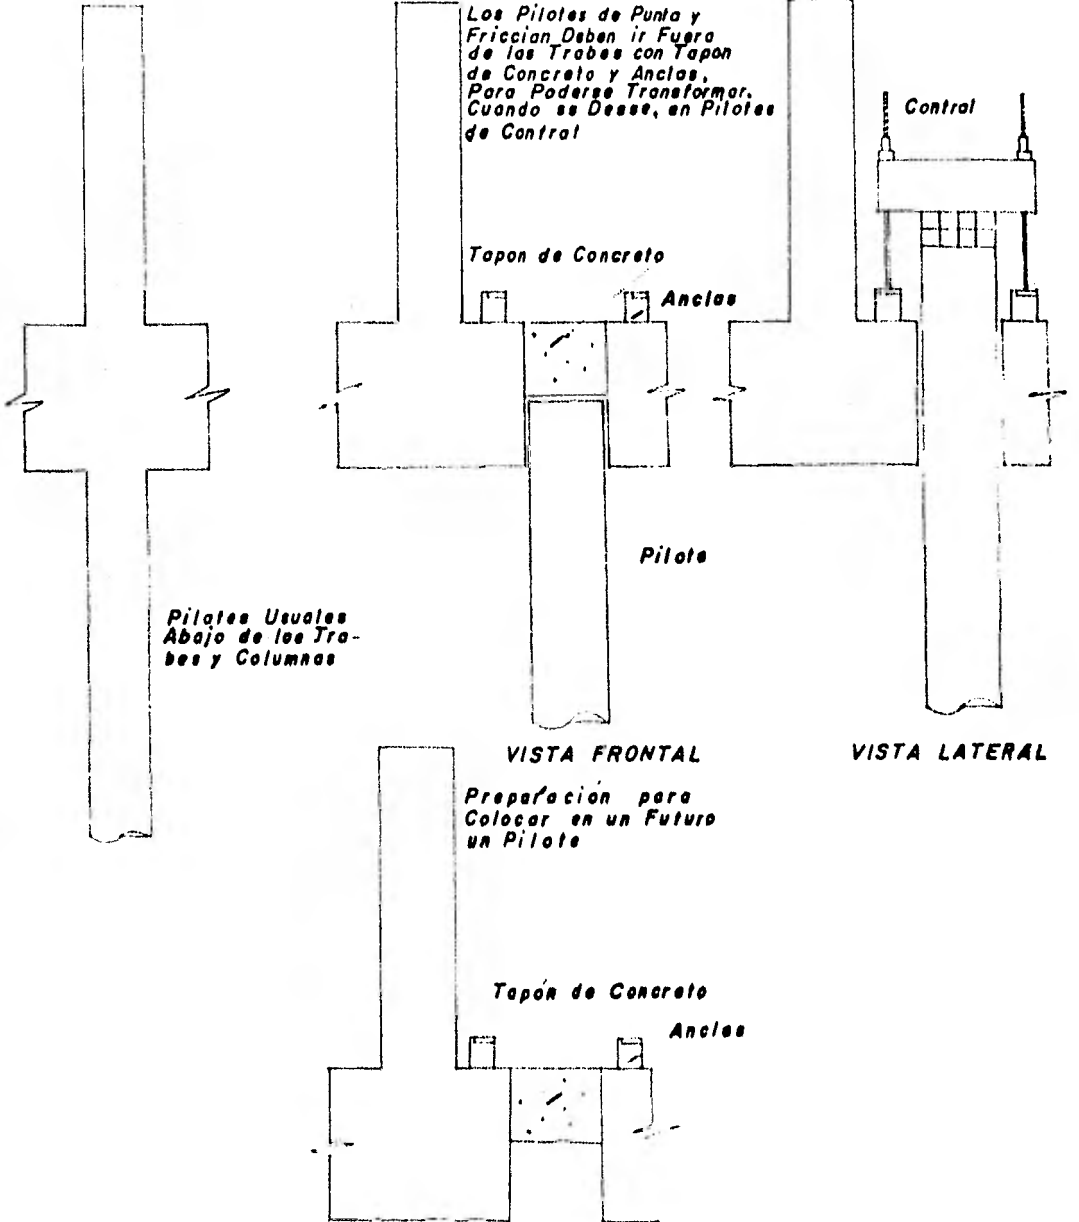 Los Pilotes de Punta y
Friccian Deben ir Fuera
de las Trabes con Tapon
de Concreto y Anclas,
Para Poderse Transformar,
Cuando se Desse, en Pilotes
de Control
Control
Tapon de Concreto
Anclas
Pilote
Pilotes Usuales
Abajo de las Tra-
bes y Columnas
VISTA FRONTAL
VISTA LATERAL
Preparación para
Colocar en un Futuro
un Pilote
Tapón de Concreto
Anclas